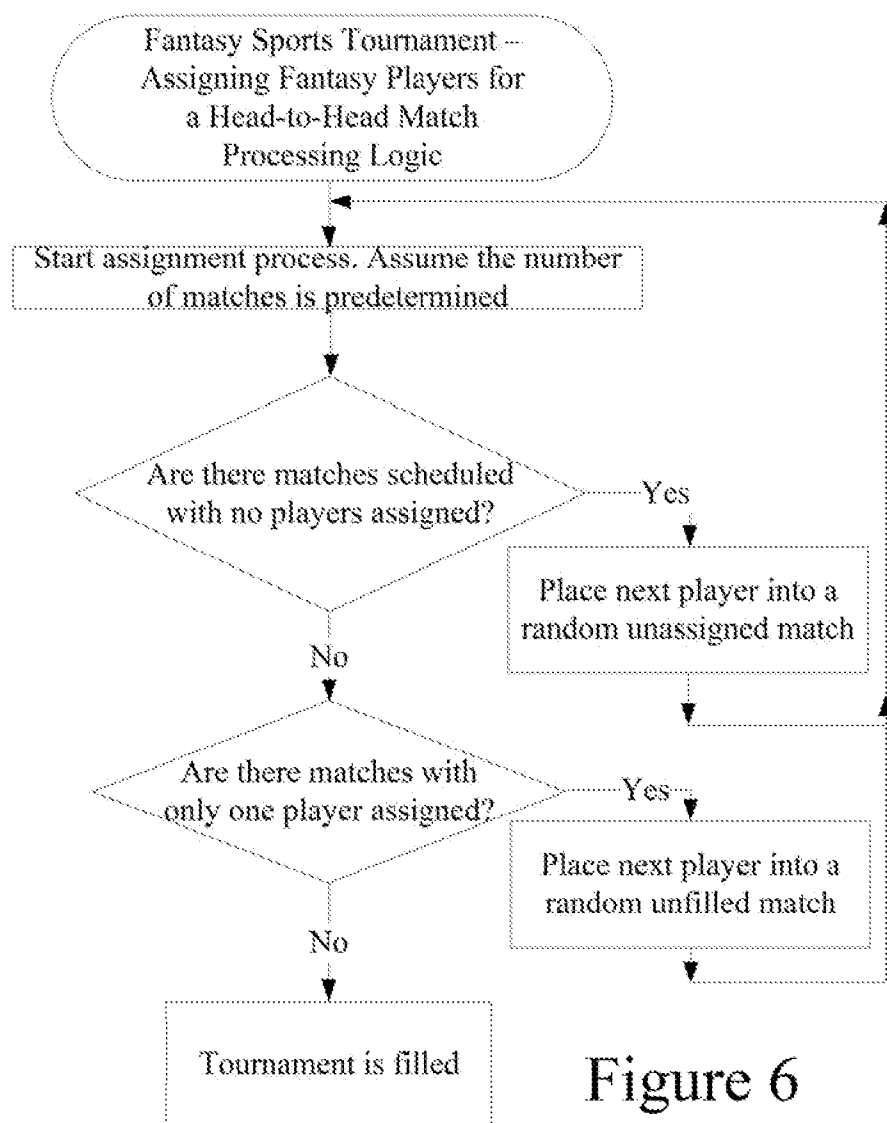 Fantasy Sports Tournament –
Assigning Fantasy Players for
a Head-to-Head Match
Processing Logic
Start assignment process. Assume the number
of matches is predetermined
Are there matches scheduled
with no players assigned?
Yes
Place next player into a
random unassigned match
No
Are there matches with
only one player assigned?
Yes
Place next player into a
random unfilled match
No
Tournament is filled
Figure 6